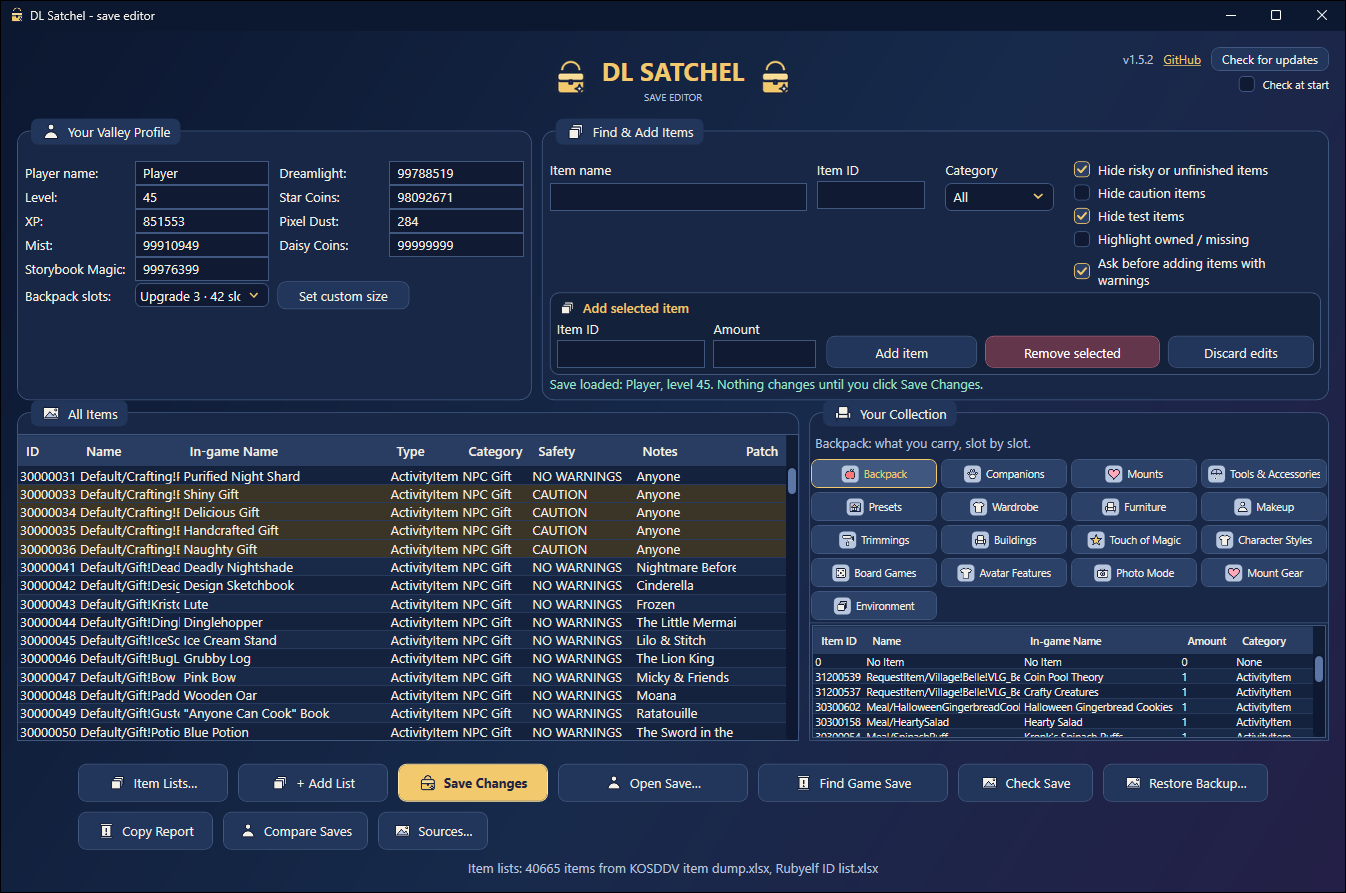 DL Satchel - save editor
DL SATCHEL
SAVE EDITOR
v1.5.2 GitHub Check for updates
Check at start
Your Valley Profile
Player name: Player Dreamlight: 99788519
Level: 45 Star Coins: 98092671
XP: 851553 Pixel Dust: 284
Mist: 99910949 Daisy Coins: 99999999
Storybook Magic: 99976399
Backpack slots: Upgrade 3 · 42 slo Set custom size
Find & Add Items
Item name Item ID Category
All
Hide risky or unfinished items
Hide caution items
Hide test items
Highlight owned / missing
Ask before adding items with
warnings
Add selected item
Item ID Amount
Add item Remove selected Discard edits
Save loaded: Player, level 45. Nothing changes until you click Save Changes.
All Items
ID Name In-game Name Type Category Safety Notes Patch
30000031 Default/Crafting!F Purified Night Shard ActivityItem NPC Gift NO WARNINGS Anyone
30000033 Default/Crafting!F Shiny Gift ActivityItem NPC Gift CAUTION Anyone
30000034 Default/Crafting!F Delicious Gift ActivityItem NPC Gift CAUTION Anyone
30000035 Default/Crafting!F Handcrafted Gift ActivityItem NPC Gift CAUTION Anyone
30000036 Default/Crafting!F Naughty Gift ActivityItem NPC Gift CAUTION Anyone
30000041 Default/Gift!Dead Deadly Nightshade ActivityItem NPC Gift NO WARNINGS Nightmare Before
30000042 Default/Gift!Desig Design Sketchbook ActivityItem NPC Gift NO WARNINGS Cinderella
30000043 Default/Gift!Kristo Lute ActivityItem NPC Gift NO WARNINGS Frozen
30000044 Default/Gift!Dingl Dinglehopper ActivityItem NPC Gift NO WARNINGS The Little Mermai
30000045 Default/Gift!IceSc Ice Cream Stand ActivityItem NPC Gift NO WARNINGS Lilo & Stitch
30000046 Default/Gift!BugL Grubby Log ActivityItem NPC Gift NO WARNINGS The Lion King
30000047 Default/Gift!Bow Pink Bow ActivityItem NPC Gift NO WARNINGS Micky & Friends
30000048 Default/Gift!Padd Wooden Oar ActivityItem NPC Gift NO WARNINGS Moana
30000049 Default/Gift!Guste "Anyone Can Cook" Book ActivityItem NPC Gift NO WARNINGS Ratatouille
30000050 Default/Gift!Potio Blue Potion ActivityItem NPC Gift NO WARNINGS The Sword in the
Your Collection
Backpack: what you carry, slot by slot.
Backpack Companions Mounts Tools & Accessories
Presets Wardrobe Furniture Makeup
Trimmings Buildings Touch of Magic Character Styles
Board Games Avatar Features Photo Mode Mount Gear
Environment
Item ID Name In-game Name Amount Category
0 No Item No Item 0 None
31200539 RequestItem/Village!Belle!VLG_Be Coin Pool Theory 1 ActivityItem
31200537 RequestItem/Village!Belle!VLG_Be Crafty Creatures 1 ActivityItem
30300602 Meal/HalloweenGingerbreadCool Halloween Gingerbread Cookies 1 ActivityItem
30300158 Meal/HeartySalad Hearty Salad 1 ActivityItem
30300054 Meal/SpinachPuff Kronk's Spinach Puffs 1 ActivityItem
Item Lists... + Add List Save Changes Open Save... Find Game Save Check Save Restore Backup...
Copy Report Compare Saves Sources...
Item lists: 40665 items from KOSDDV item dump.xlsx, Rubyelf ID list.xlsx